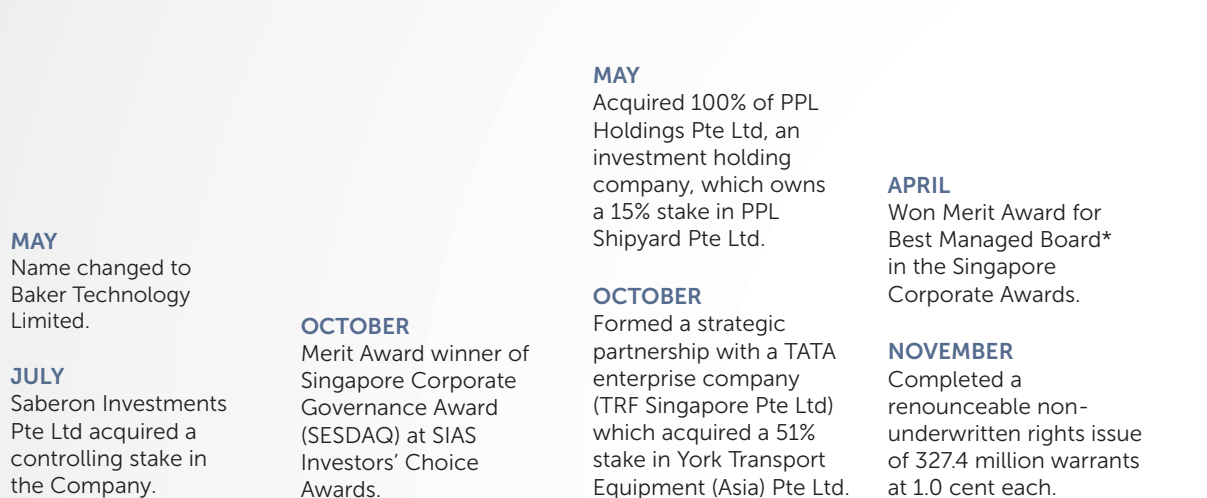 MAY
Name changed to
Baker Technology
Limited.
JULY
Saberon Investments
Pte Ltd acquired a
controlling stake in
the Company.
OCTOBER
Merit Award winner of
Singapore Corporate
Governance Award
(SESDAQ) at SIAS
Investors’ Choice
Awards.
MAY
Acquired 100% of PPL
Holdings Pte Ltd, an
investment holding
company, which owns
a 15% stake in PPL
Shipyard Pte Ltd.
OCTOBER
Formed a strategic
partnership with a TATA
enterprise company
(TRF Singapore Pte Ltd)
which acquired a 51%
stake in York Transport
Equipment (Asia) Pte Ltd.
APRIL
Won Merit Award for
Best Managed Board*
in the Singapore
Corporate Awards.
NOVEMBER
Completed a
renounceable non-
underwritten rights issue
of 327.4 million warrants
at 1.0 cent each.